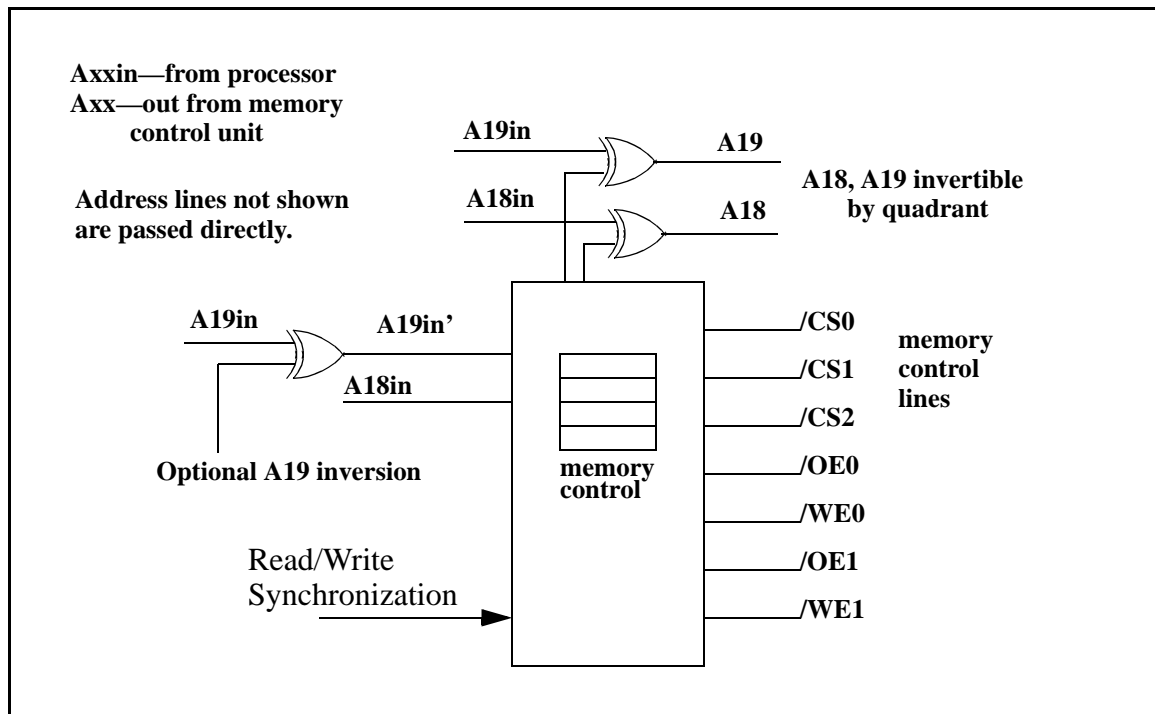 Axxin—from processor
Axx—out from memory
control unit
Address lines not shown
are passed directly.
A19in
A19
A18in
A18
A18, A19 invertible
by quadrant
A19in
A19in’
A18in
Optional A19 inversion
memory
control
/CS0
/CS1
/CS2
/OE0
/WE0
/OE1
/WE1
memory
control
lines
Read/Write
Synchronization